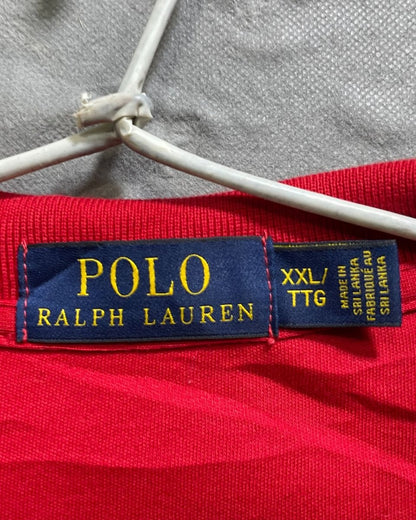 POLO
RALPH LAUREN
XXL/
TTG
MADE IN
SRI LANKA
FABRIQUÉ AU
SRI LANKA